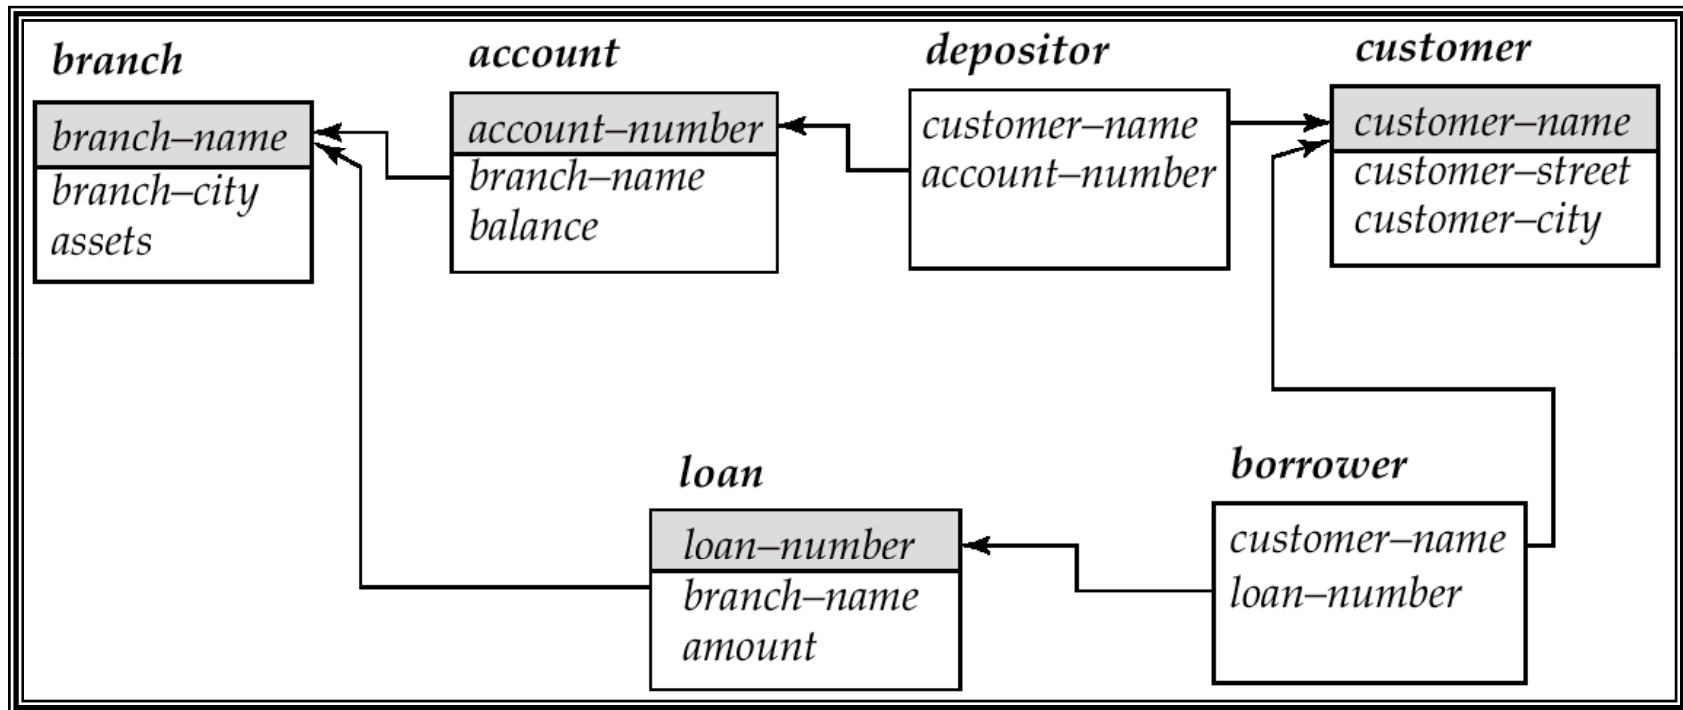 branch
branch–name
branch–city
assets
account
account–number
branch–name
balance
depositor
customer–name
account–number
customer
customer–name
customer–street
customer–city
loan
loan–number
branch–name
amount
borrower
customer–name
loan–number